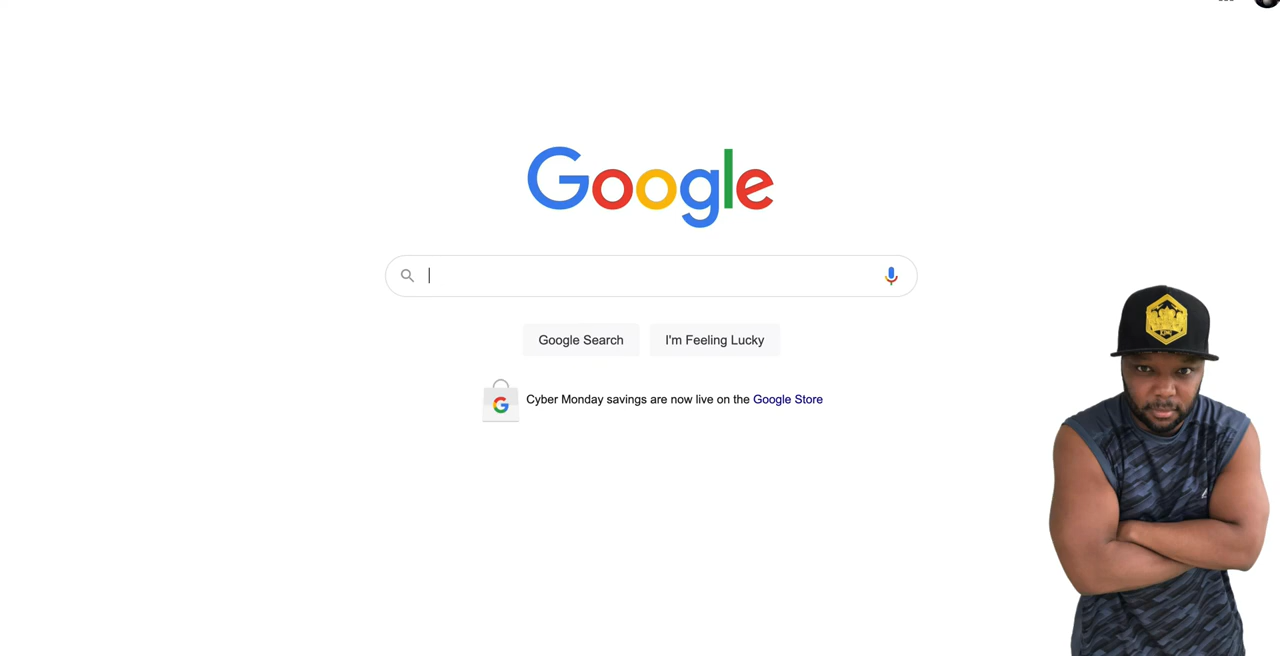 Google
Google Search
I'm Feeling Lucky
Cyber Monday savings are now live on the Google Store
G